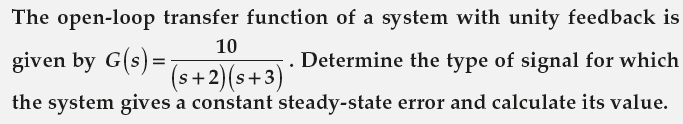 The open-loop transfer function of a system with unity feedback is
given by G(s) = 10 / (s+2)(s+3) . Determine the type of signal for which
the system gives a constant steady-state error and calculate its value.